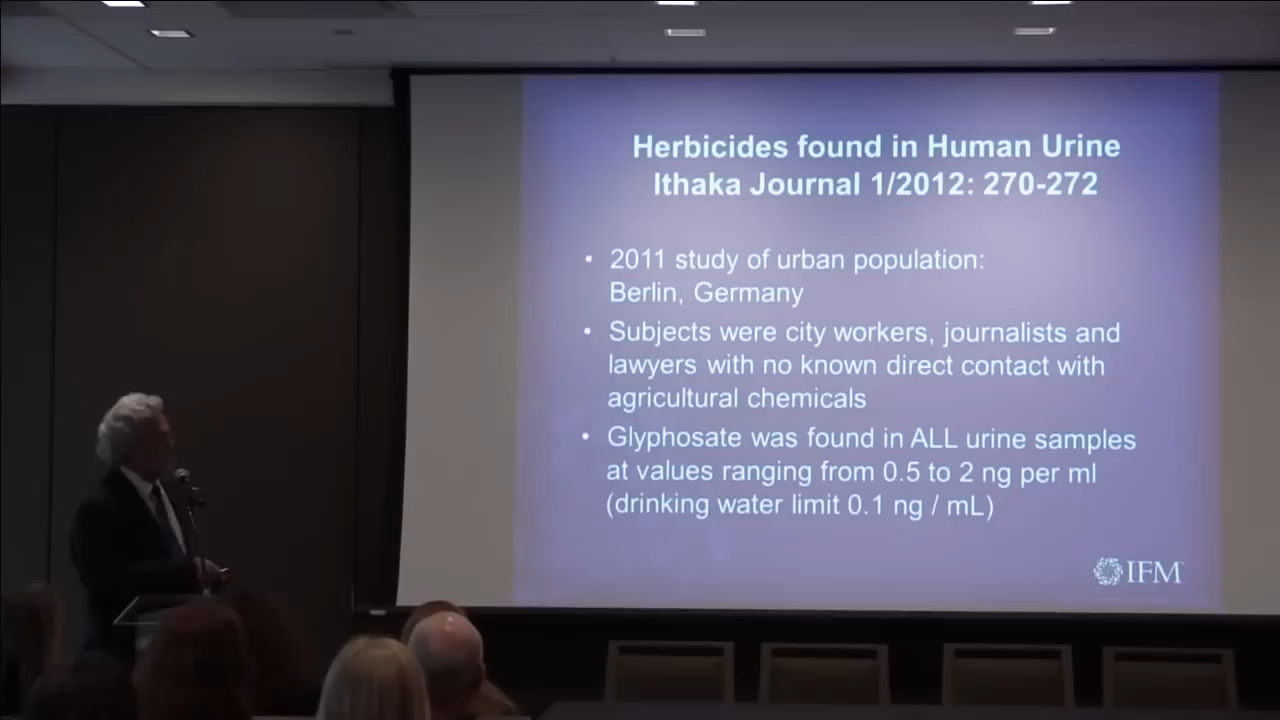 Herbicides found in Human Urine
Ithaka Journal 1/2012: 270-272
• 2011 study of urban population:
Berlin, Germany
• Subjects were city workers, journalists and
lawyers with no known direct contact with
agricultural chemicals
• Glyphosate was found in ALL urine samples
at values ranging from 0.5 to 2 ng per ml
(drinking water limit 0.1 ng / mL)
IFM